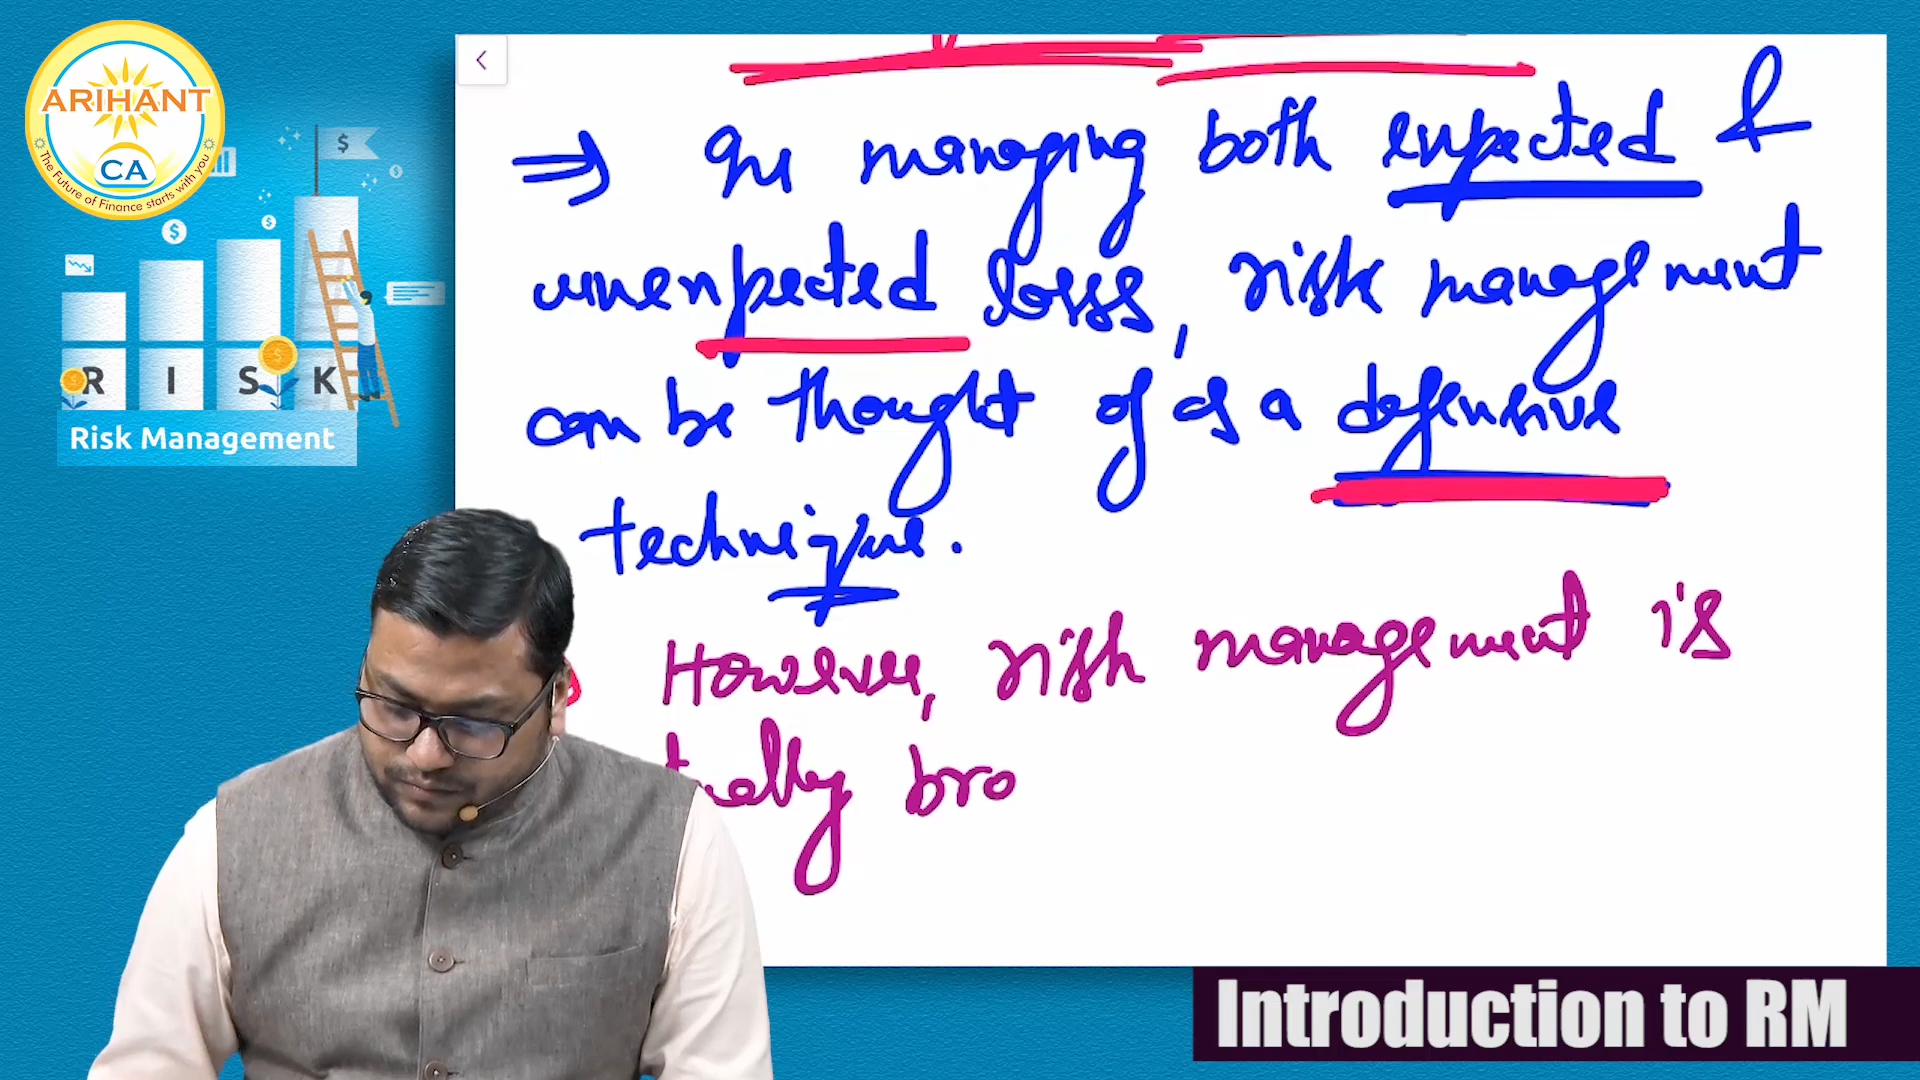 ARIHANT
CA
The Future of Finance starts with you
$
$
$
$
$
$
R I S K
Risk Management
⇒ In managing both expected &
unexpected loss, risk management
can be thought of as a defensive
technique.
However, risk management is
tually bro
Introduction to RM